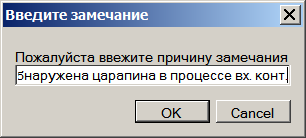 Введите замечание
Пожалуйста ввежите причину замечания
бнаружена царапина в процессе вх. конт.
OK
Cancel